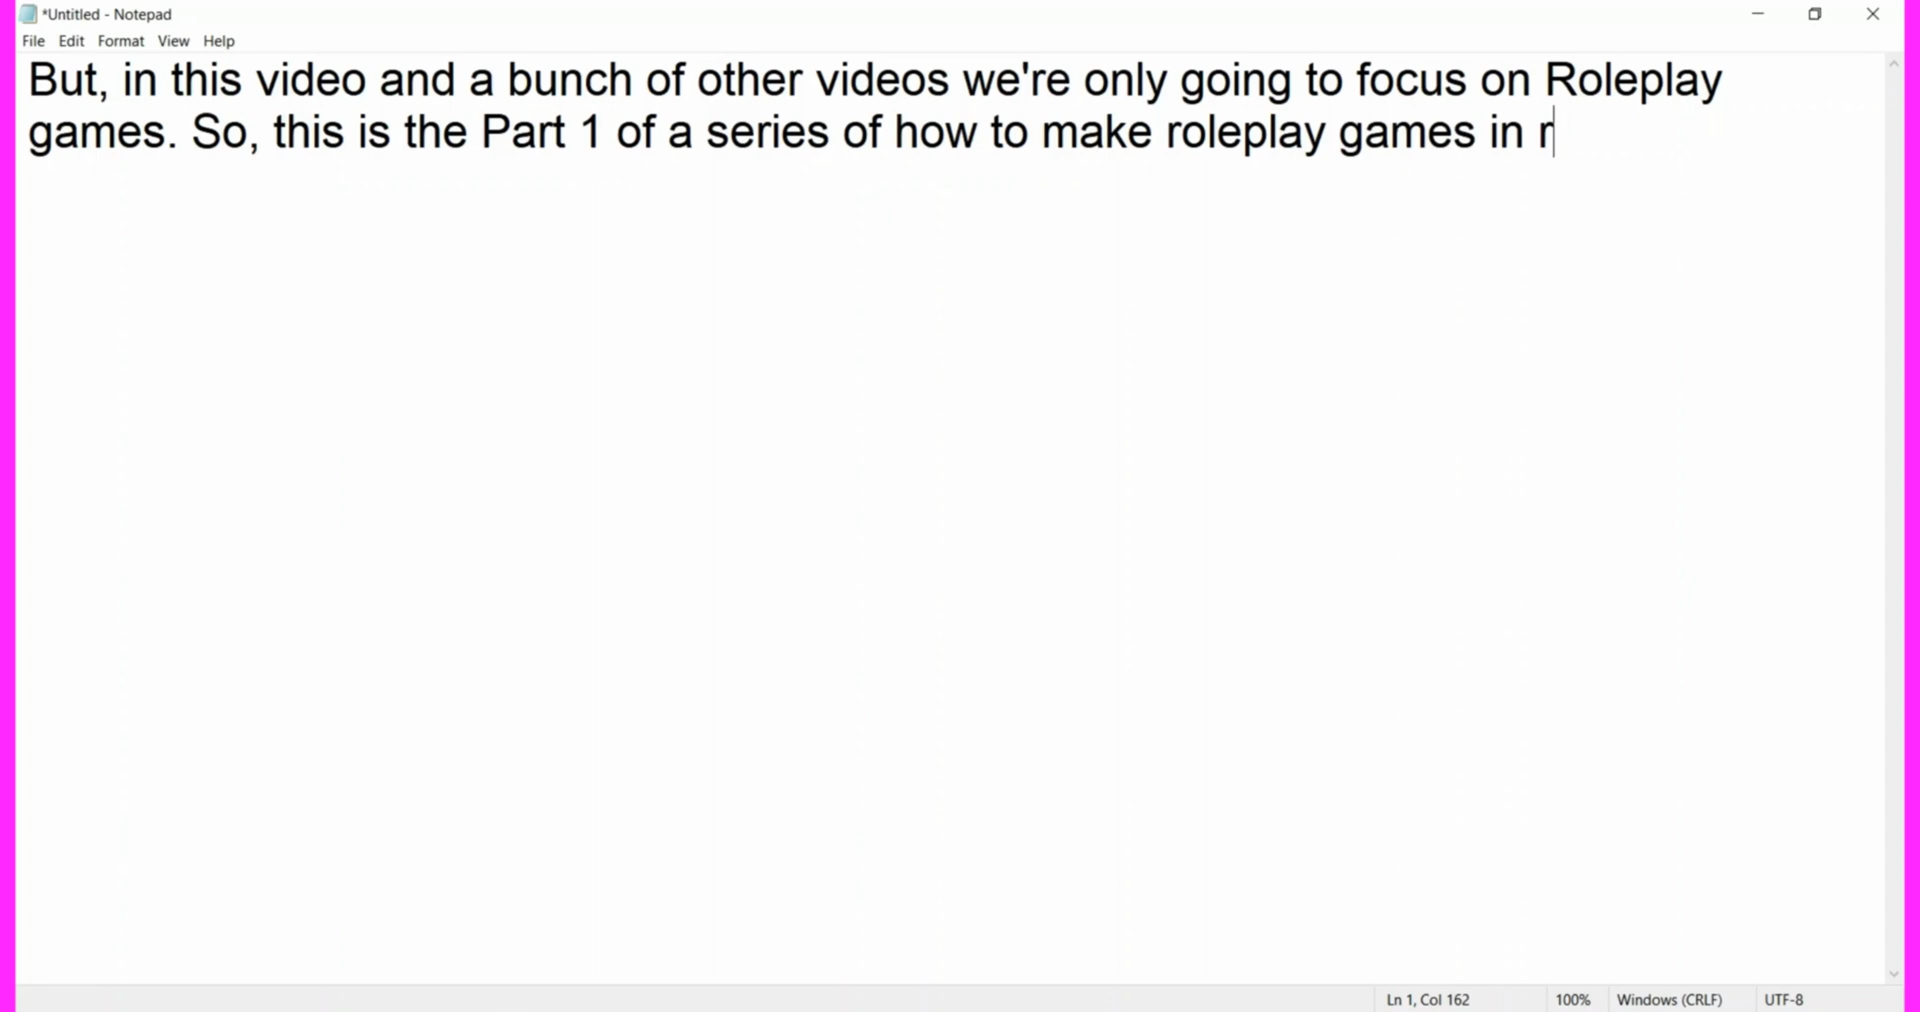 *Untitled - Notepad
File Edit Format View Help
But, in this video and a bunch of other videos we're only going to focus on Roleplay
games. So, this is the Part 1 of a series of how to make roleplay games in r
Ln 1, Col 162 100% Windows (CRLF) UTF-8